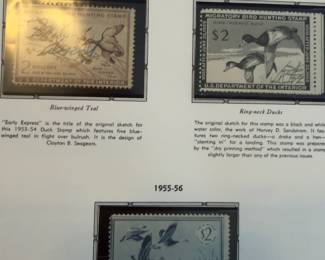 MIGRATORY BIRD HUNTING STAMP
$2
U.S. DEPARTMENT OF THE INTERIOR
Blue-winged Teal
Ring-neck Ducks
"Early Express" is the title of the original sketch for
this 1953-54 Duck Stamp which features five blue-
winged teal in flight over bulrush. It is the design of
Clayton B. Seagears.
The original sketch for this stamp was a black and white
water color, the work of Harvey D. Sandstrom. It fea-
tures two ring-necked ducks—a drake and a hen—
"slanting in" for a landing. This stamp was prepared
by the "dry printing method" which resulted in a stamp
slightly larger than any of the previous issues.
1955-56
$2